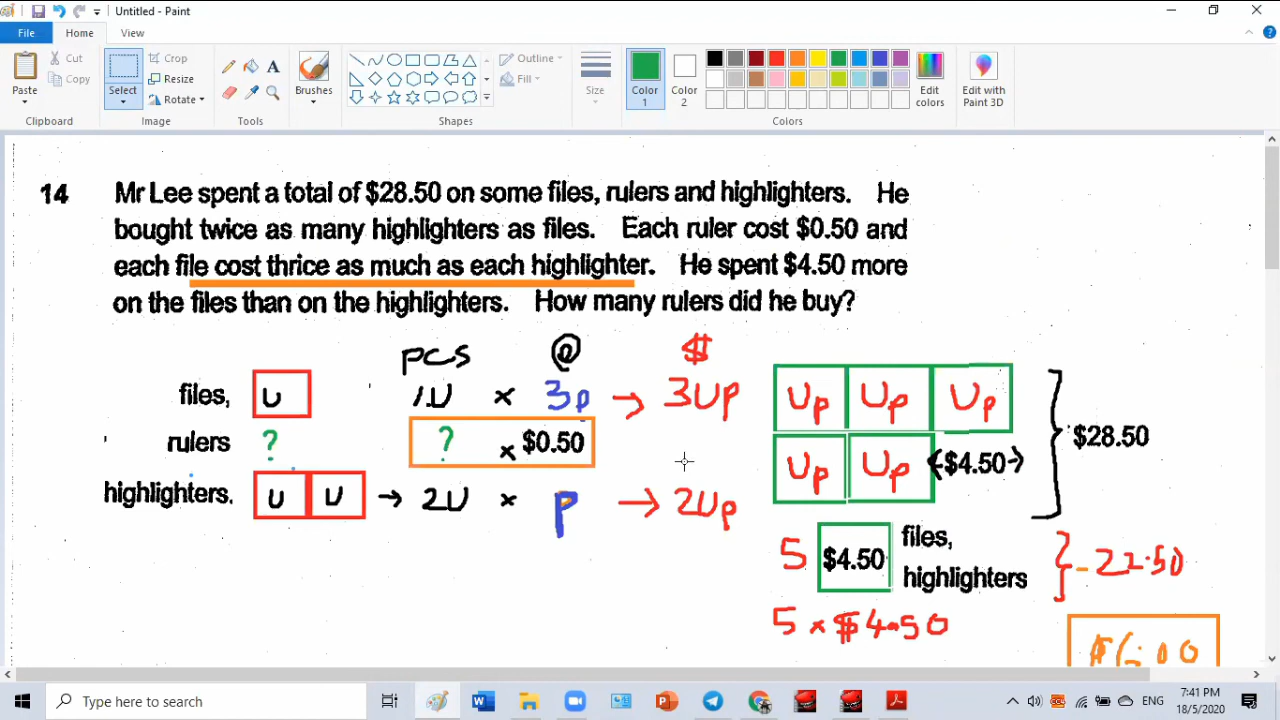 Untitled - Paint
File Home View
Paste Cut Copy Clipboard
Select Crop Resize Rotate Image
Tools
Brushes
Outline Fill Shapes
Size
Color 1 Color 2 Edit colors Edit with Paint 3D
Colors
14 Mr Lee spent a total of $28.50 on some files, rulers and highlighters. He
bought twice as many highlighters as files. Each ruler cost $0.50 and
each file cost thrice as much as each highlighter. He spent $4.50 more
on the files than on the highlighters. How many rulers did he buy?
pcs @ $
files, U 1U × 3p → 3Up Up Up Up
rulers ? ? × $0.50 $28.50
highlighters. U U → 2U × p → 2Up Up Up $4.50
5 $4.50 files, highlighters - 22.50
5 × $4.50
$6.00
Type here to search
ENG 7:41 PM
18/5/2020